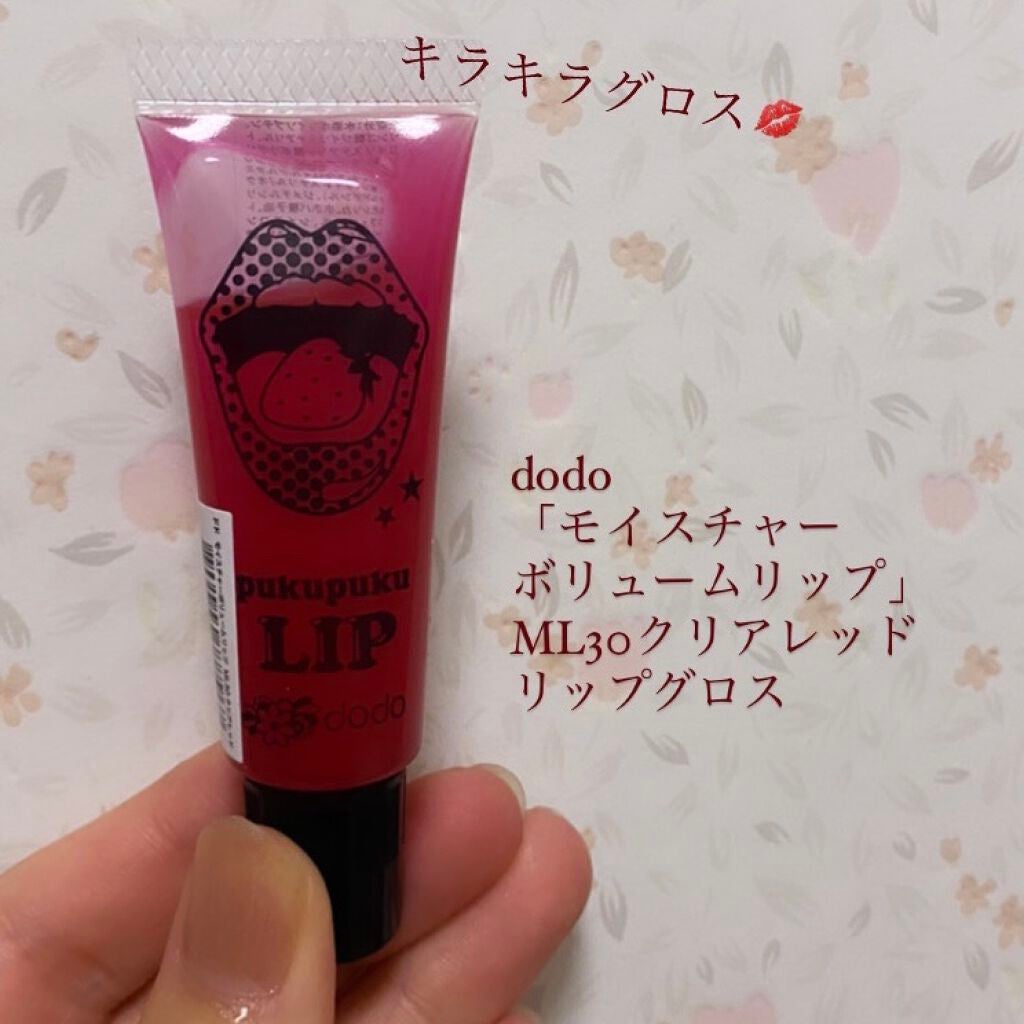 キラキラグロス💋
dodo
「モイスチャー
ボリュームリップ」
ML30クリアレッド
リップグロス
pukupuku
LIP
dodo